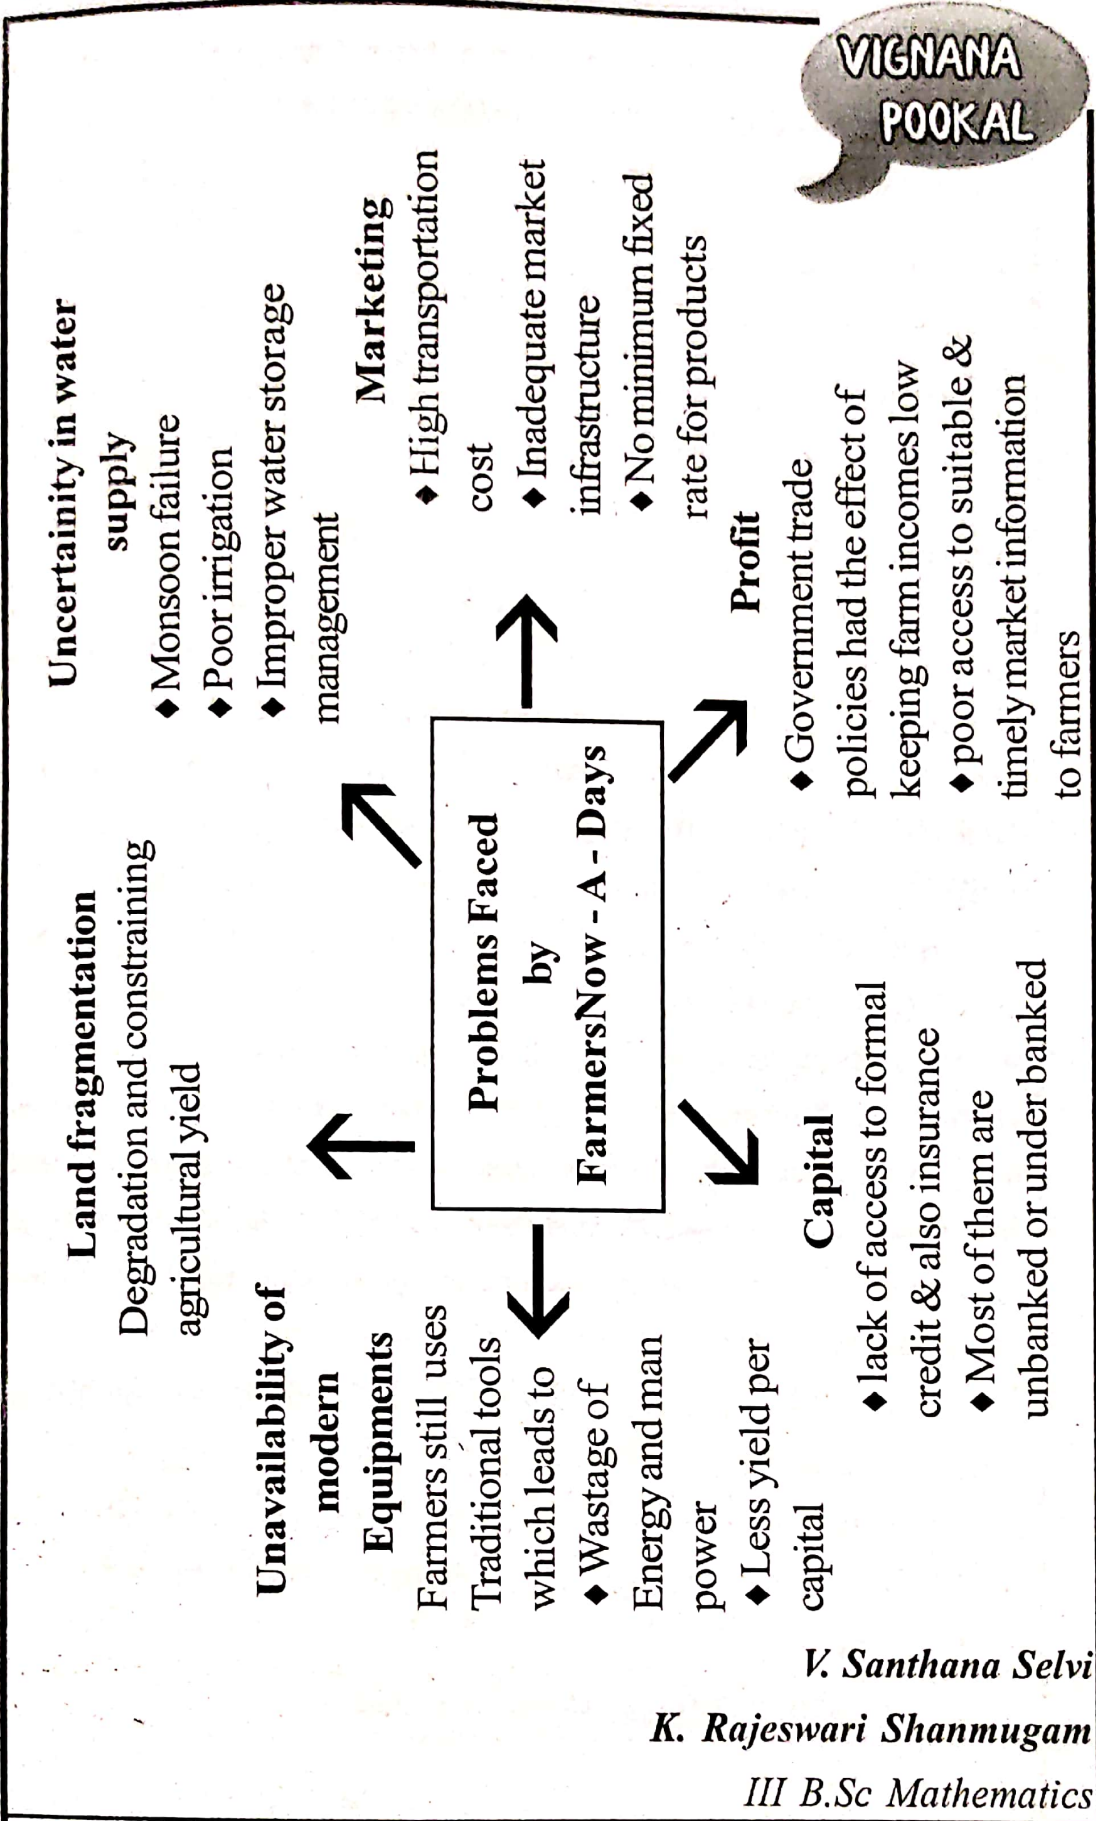 VIGNANA
POOKAL
Land fragmentation
Degradation and constraining
agricultural yield
Uncertainity in water
supply
♦ Monsoon failure
♦ Poor irrigation
♦ Improper water storage
management
Unavailability of
modern
Equipments
Farmers still uses
Traditional tools
which leads to
♦ Wastage of
Energy and man
power
♦ Less yield per
capital
Problems Faced
by
FarmersNow - A - Days
Marketing
♦ High transportation
cost
♦ Inadequate market
infrastructure
♦ No minimum fixed
rate for products
Capital
♦ lack of access to formal
credit & also insurance
♦ Most of them are
unbanked or under banked
Profit
♦ Government trade
policies had the effect of
keeping farm incomes low
♦ poor access to suitable &
timely market information
to farmers
V. Santhana Selvi
K. Rajeswari Shanmugam
III B.Sc Mathematics